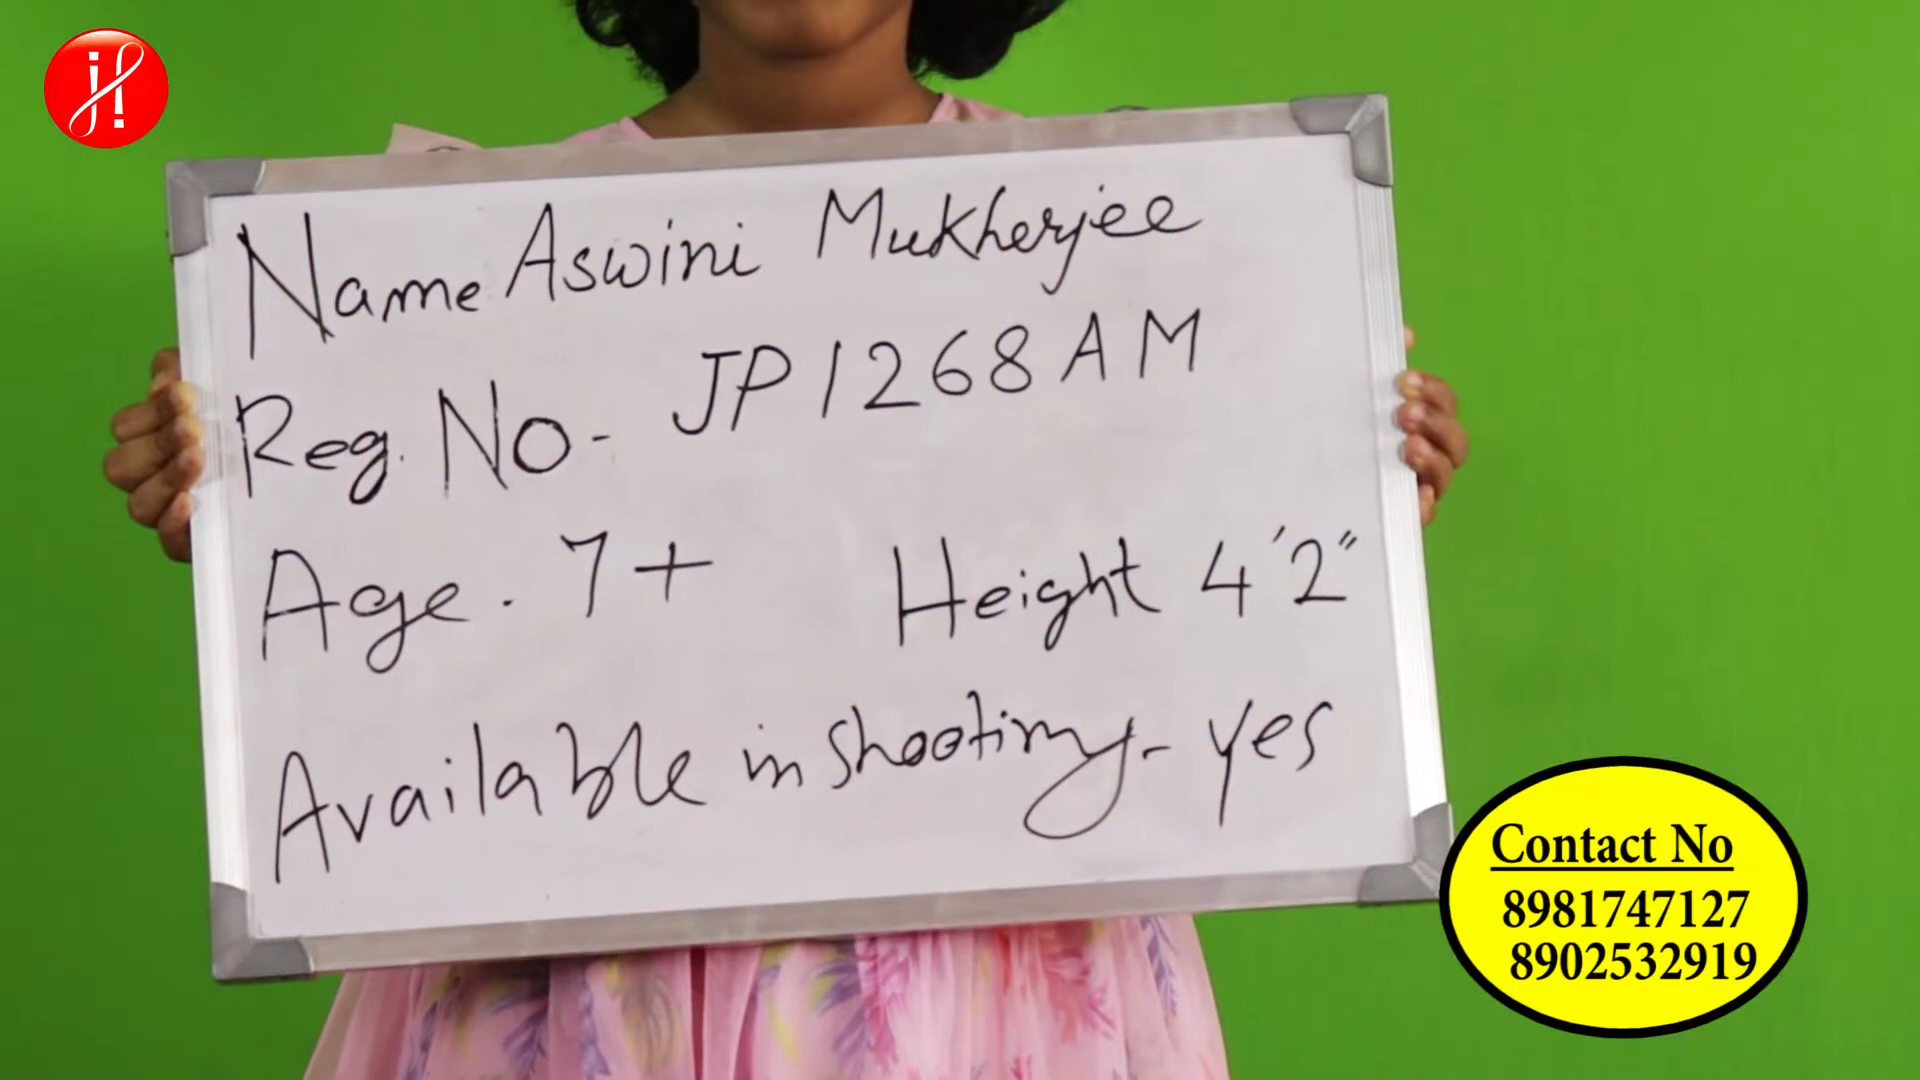 Name Aswini Mukherjee
Reg. No - JP1268AM
Age. 7+ Height 4'2"
Available in shooting - yes
Contact No
8981747127
8902532919